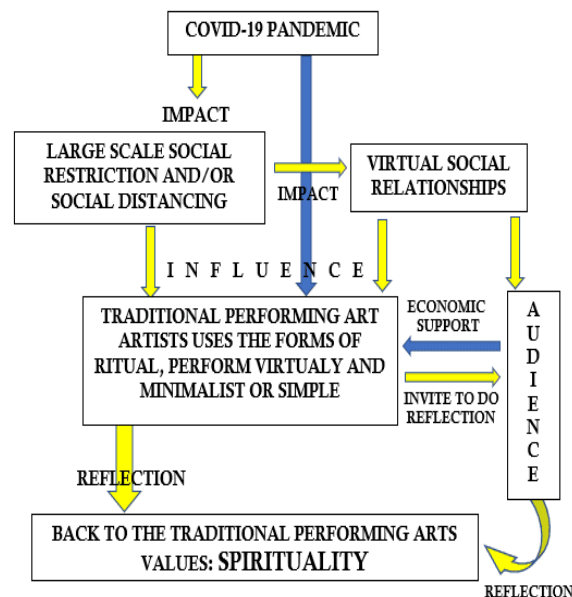 COVID-19 PANDEMIC
IMPACT
LARGE SCALE SOCIAL
RESTRICTION AND/OR
SOCIAL DISTANCING
IMPACT
VIRTUAL SOCIAL
RELATIONSHIPS
I N F L U E N C E
TRADITIONAL PERFORMING ART
ARTISTS USES THE FORMS OF
RITUAL, PERFORM VIRTUALY AND
MINIMALIST OR SIMPLE
ECONOMIC
SUPPORT
INVITE TO DO
REFLECTION
A
U
D
I
E
N
C
E
REFLECTION
BACK TO THE TRADITIONAL PERFORMING ARTS
VALUES: SPIRITUALITY
REFLECTION